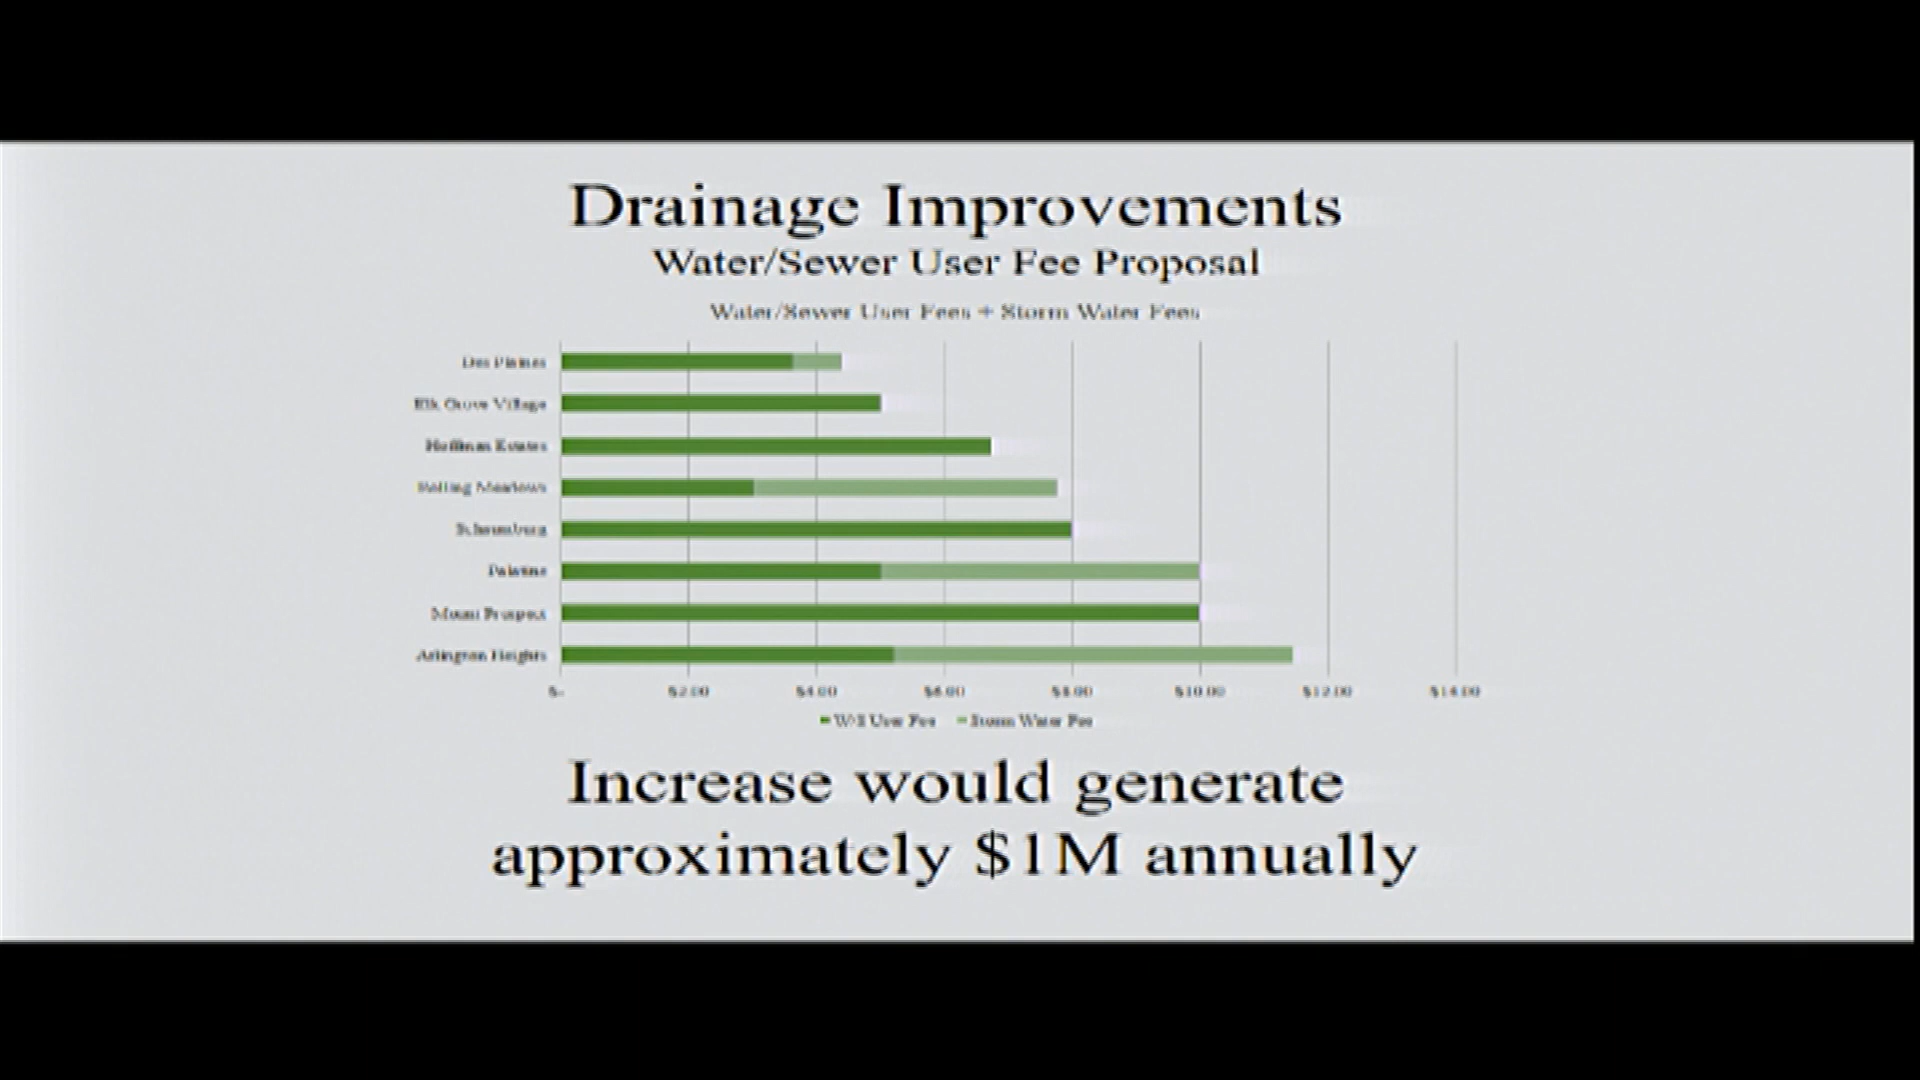 Drainage Improvements
Water/Sewer User Fee Proposal
Water/Sewer User Fees + Storm Water Fees
Des Plaines
Elk Grove Village
Hoffman Estates
Rolling Meadows
Schaumburg
Palatine
Mount Prospect
Arlington Heights
$- $2.00 $4.00 $6.00 $8.00 $10.00 $12.00 $14.00
W/S User Fee Storm Water Fee
Increase would generate
approximately $1M annually